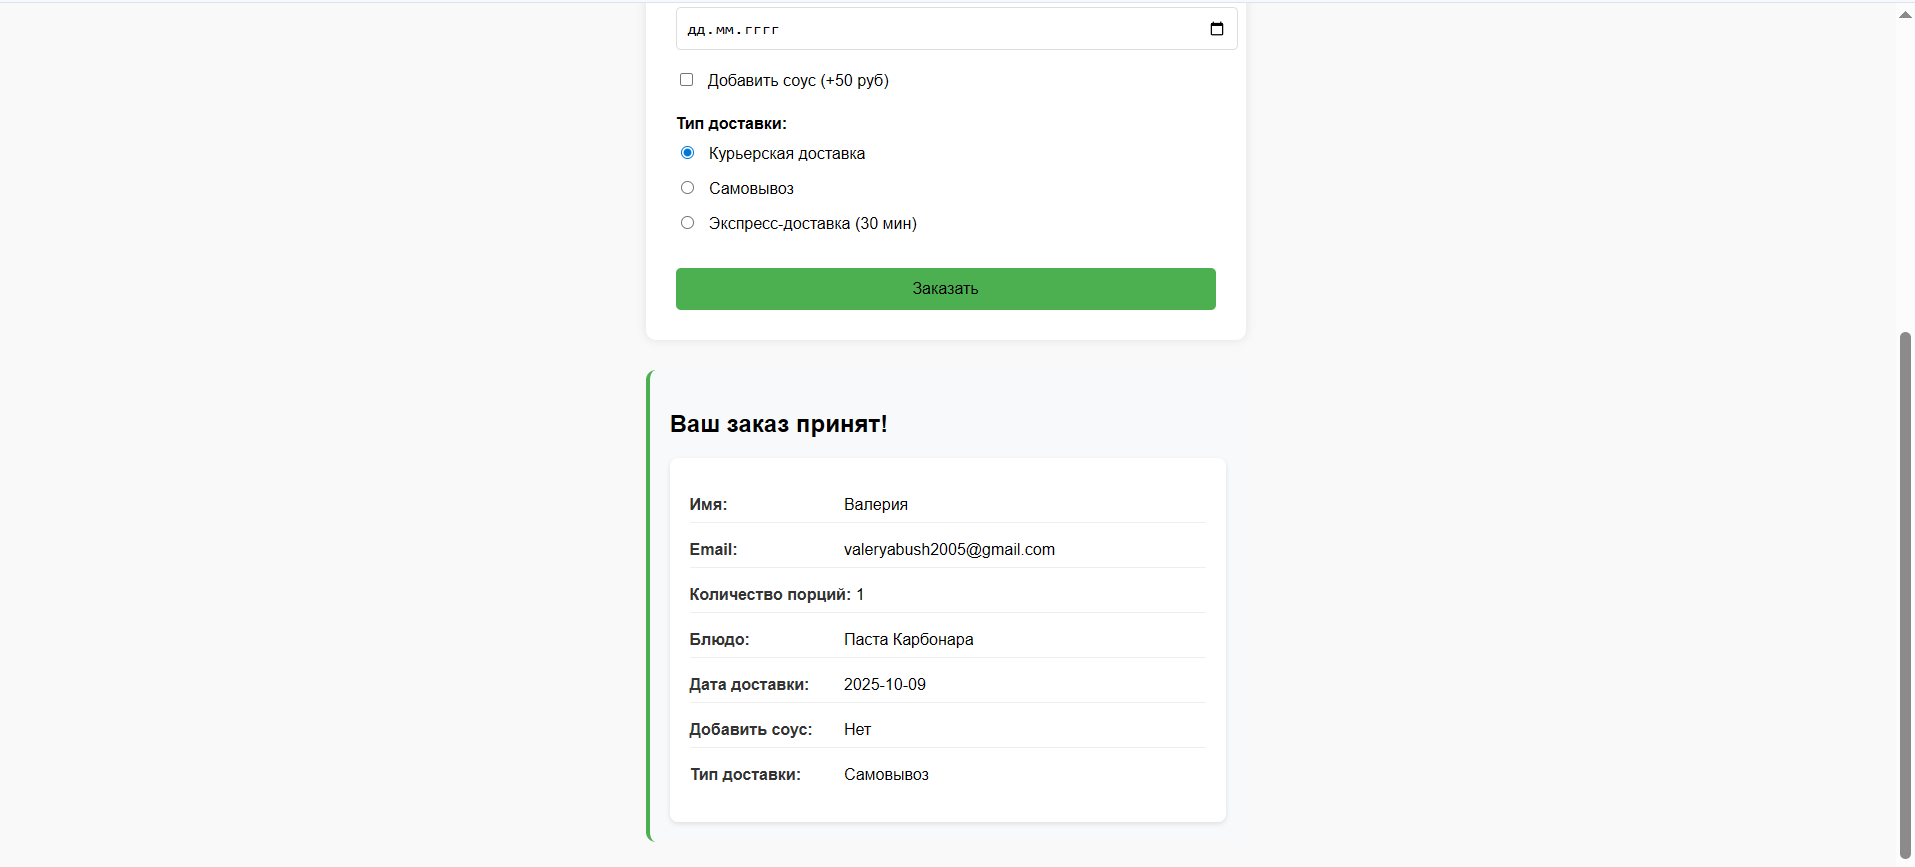 дд.мм.гггг
Добавить соус (+50 руб)
Тип доставки:
Курьерская доставка
Самовывоз
Экспресс-доставка (30 мин)
Заказать
Ваш заказ принят!
Имя: Валерия
Email: valeryabush2005@gmail.com
Количество порций: 1
Блюдо: Паста Карбонара
Дата доставки: 2025-10-09
Добавить соус: Нет
Тип доставки: Самовывоз